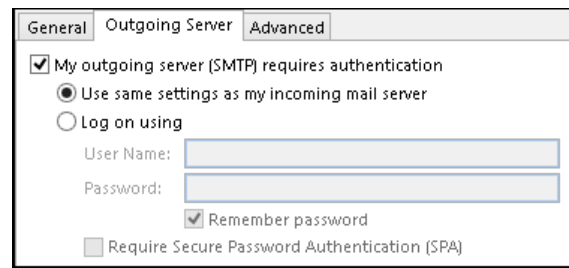 General Outgoing Server Advanced
My outgoing server (SMTP) requires authentication
Use same settings as my incoming mail server
Log on using
User Name:
Password:
Remember password
Require Secure Password Authentication (SPA)